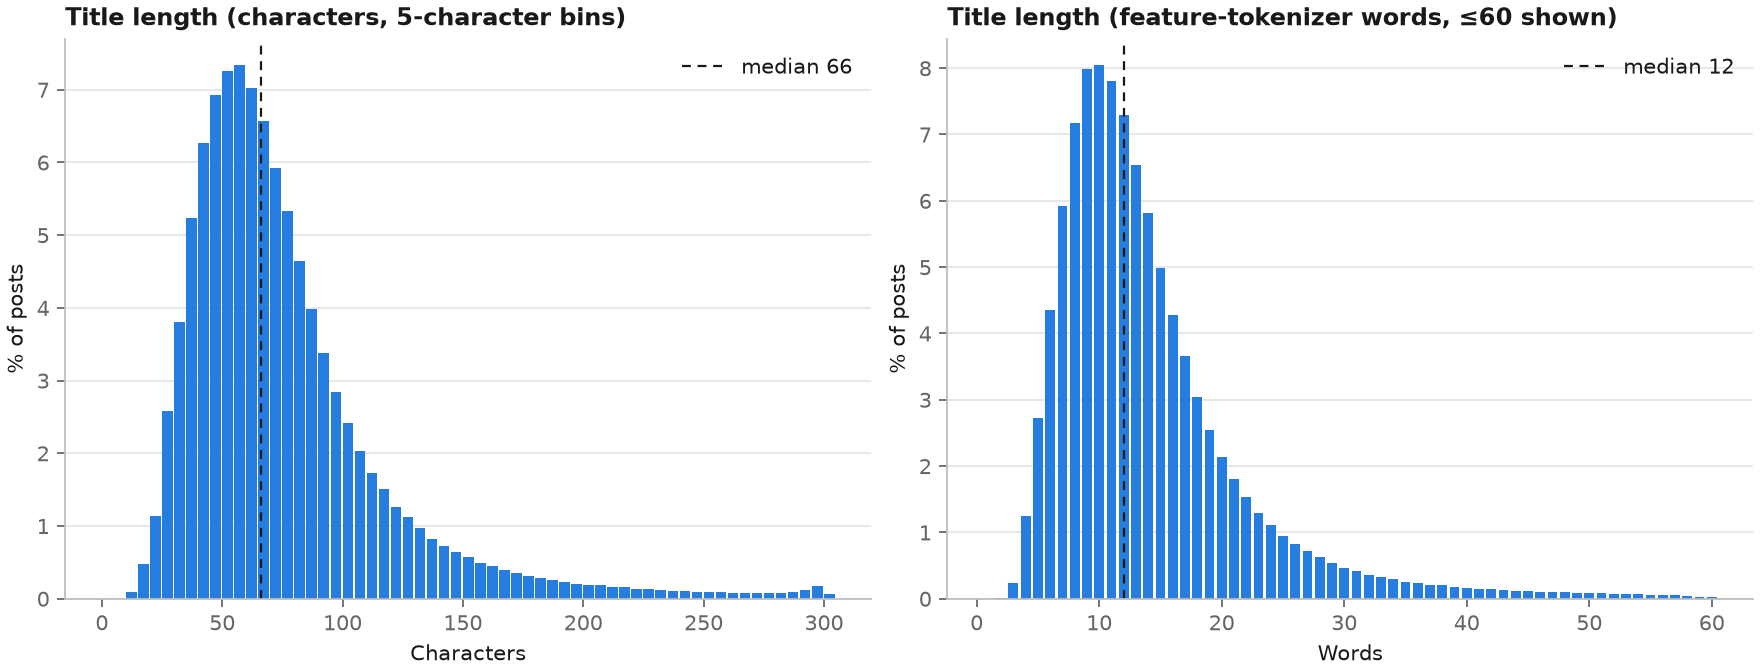 Title length (characters, 5-character bins)
median 66
% of posts
7
6
5
4
3
2
1
0
0 50 100 150 200 250 300
Characters
Title length (feature-tokenizer words, ≤60 shown)
median 12
% of posts
8
7
6
5
4
3
2
1
0
0 10 20 30 40 50 60
Words